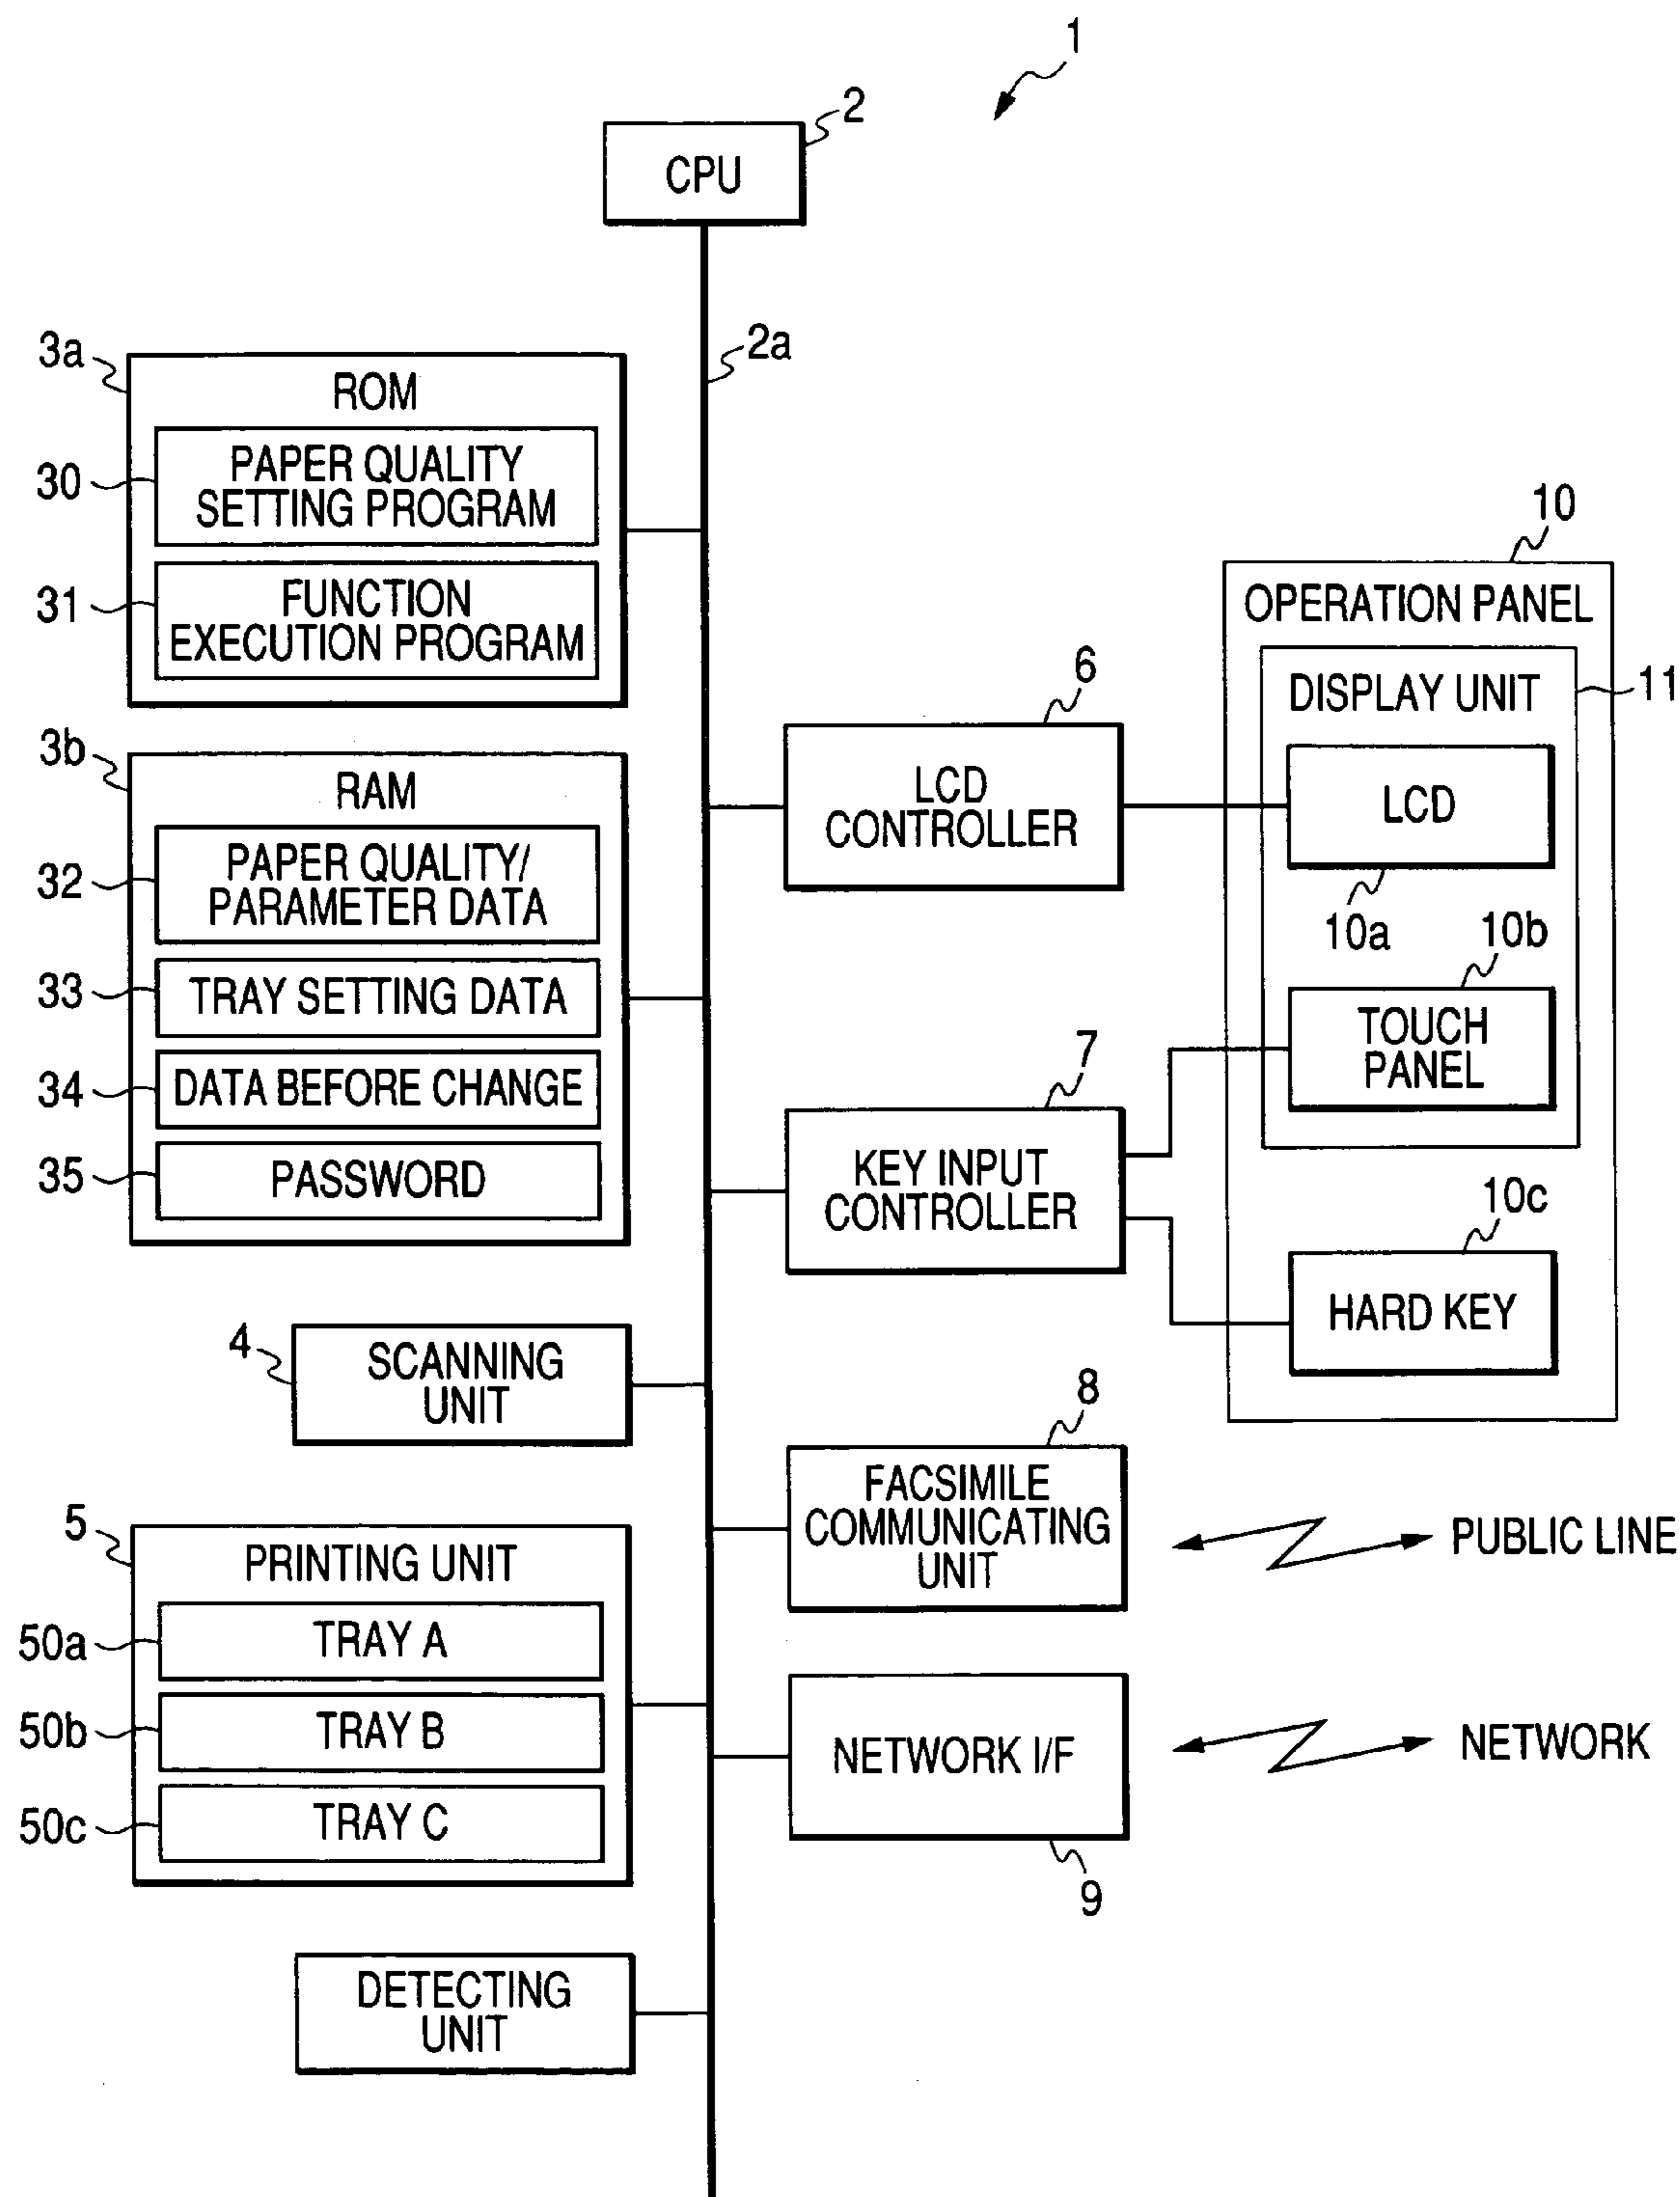 1
2
CPU
2a
3a
ROM
30
PAPER QUALITY
SETTING PROGRAM
31
FUNCTION
EXECUTION PROGRAM
3b
RAM
32
PAPER QUALITY/
PARAMETER DATA
33
TRAY SETTING DATA
34
DATA BEFORE CHANGE
35
PASSWORD
4
SCANNING
UNIT
5
PRINTING UNIT
50a
TRAY A
50b
TRAY B
50c
TRAY C
DETECTING
UNIT
6
LCD
CONTROLLER
7
KEY INPUT
CONTROLLER
8
FACSIMILE
COMMUNICATING
UNIT
PUBLIC LINE
NETWORK I/F
9
NETWORK
10
OPERATION PANEL
DISPLAY UNIT
11
LCD
10a
10b
TOUCH
PANEL
10c
HARD KEY